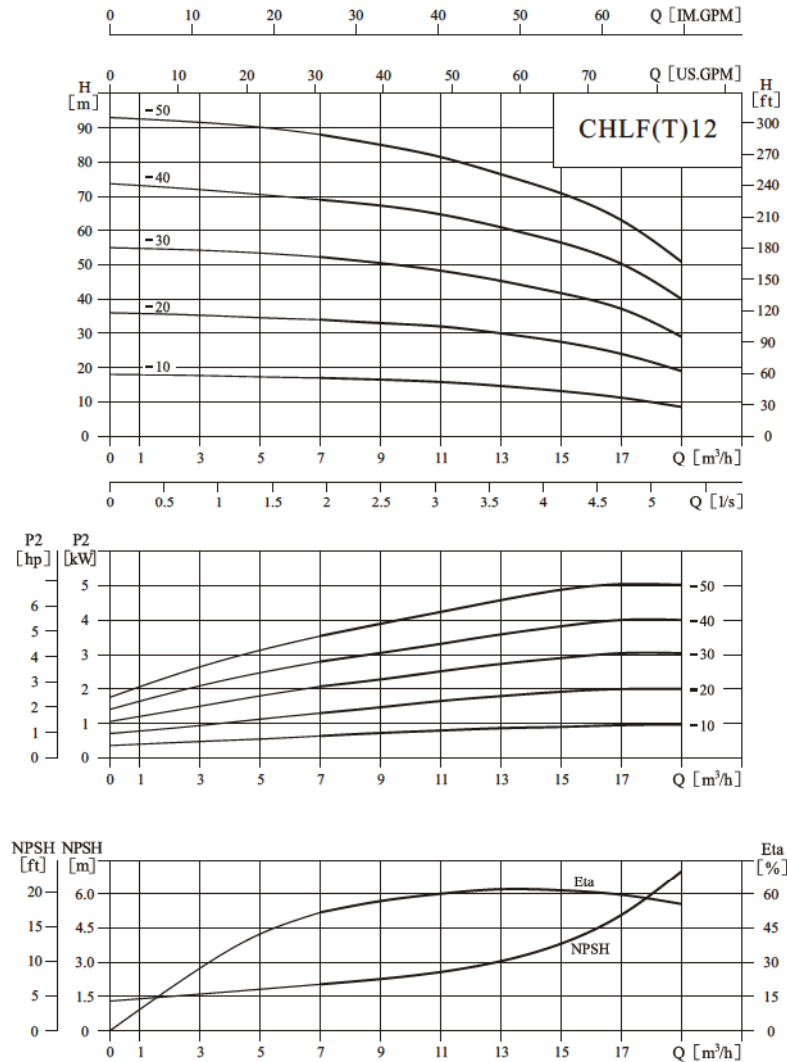 0 10 20 30 40 50 60 Q [IM.GPM]
0 10 20 30 40 50 60 70 Q [US.GPM]
H
[m]
H
[ft]
CHLF(T)12
-50
-40
-30
-20
-10
90
80
70
60
50
40
30
20
10
0
300
270
240
210
180
150
120
90
60
30
0
0 1 3 5 7 9 11 13 15 17 Q [m³/h]
0 0.5 1 1.5 2 2.5 3 3.5 4 4.5 5 Q [l/s]
P2
[hp]
P2
[kW]
6
5
4
3
2
1
0
5
4
3
2
1
0
-50
-40
-30
-20
-10
0 1 3 5 7 9 11 13 15 17 Q [m³/h]
NPSH
[ft]
NPSH
[m]
Eta
[%]
20
15
10
5
0
6.0
4.5
3.0
1.5
0
Eta
NPSH
60
45
30
15
0
0 1 3 5 7 9 11 13 15 17 Q [m³/h]